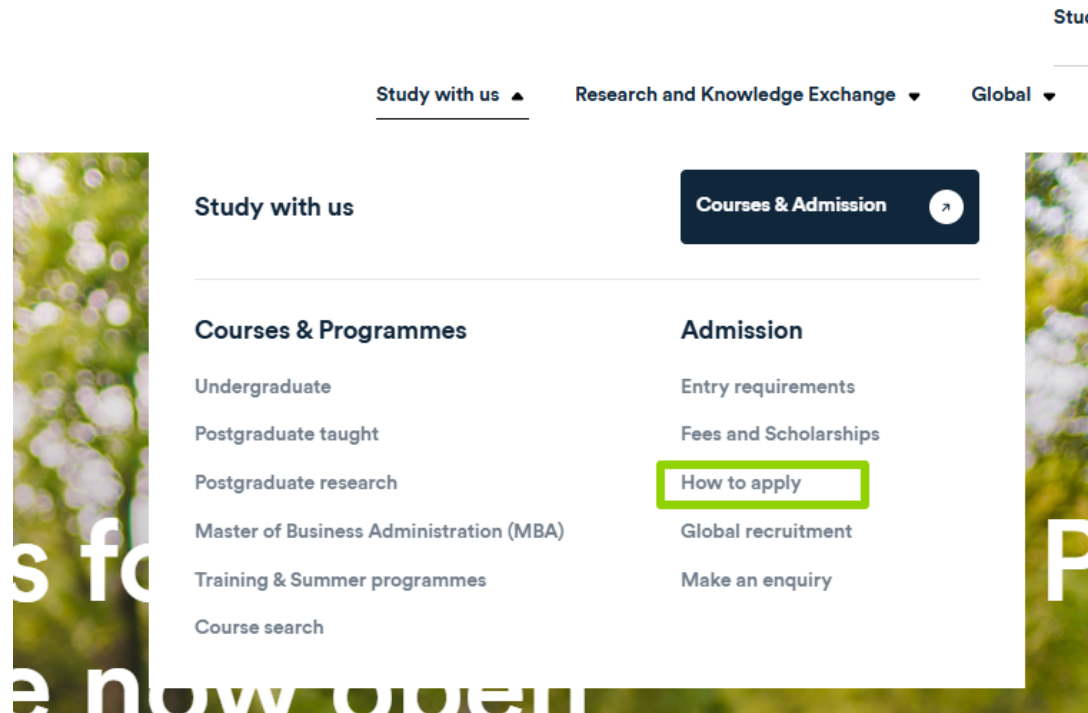 Study with us
Research and Knowledge Exchange
Global
Study with us
Courses & Admission
Courses & Programmes
Undergraduate
Postgraduate taught
Postgraduate research
Master of Business Administration (MBA)
Training & Summer programmes
Course search
Admission
Entry requirements
Fees and Scholarships
How to apply
Global recruitment
Make an enquiry
now open